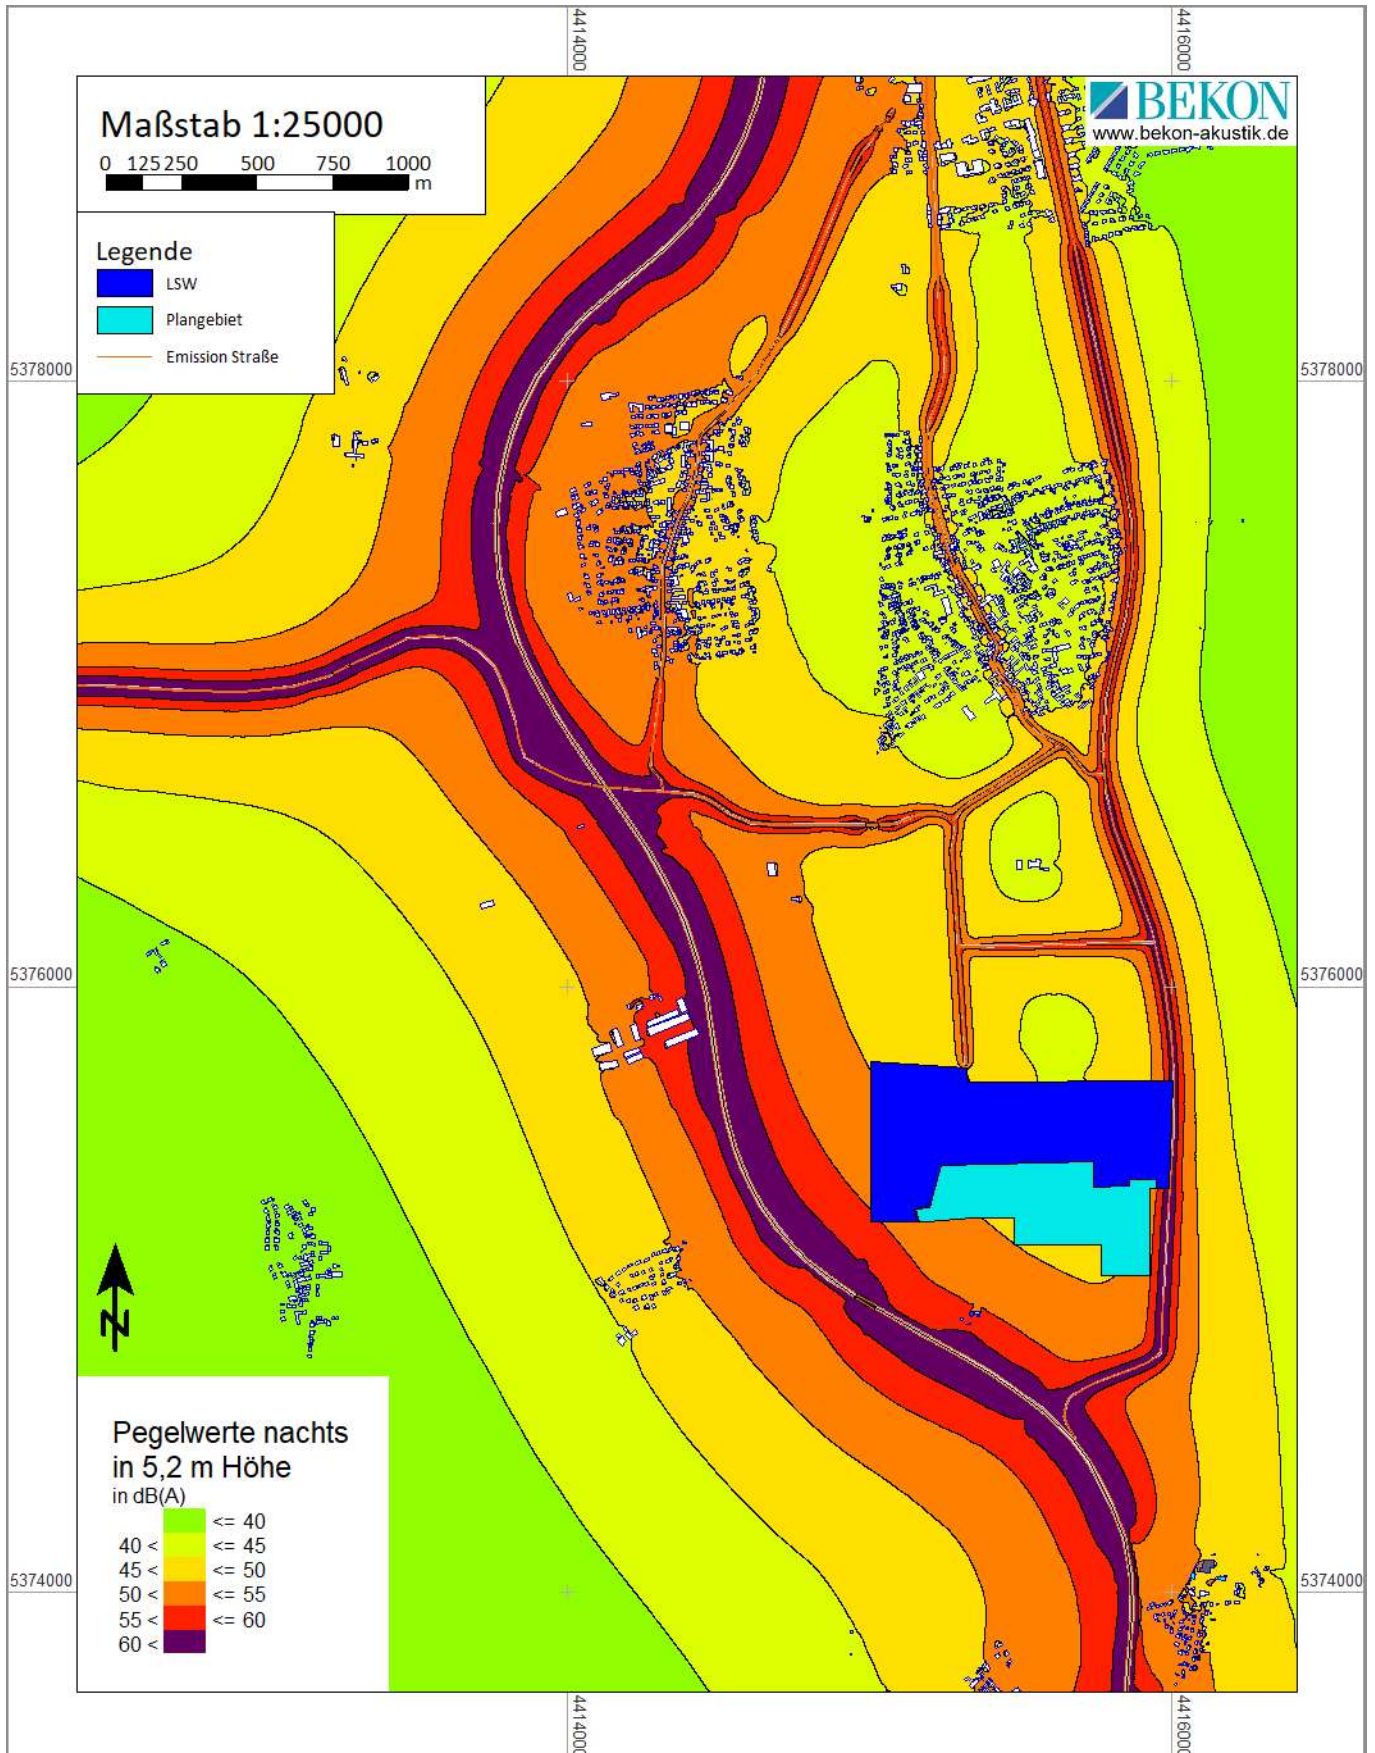 4414000
4416000
Maßstab 1:25000
0 125 250 500 750 1000
m
BEKON
www.bekon-akustik.de
Legende
LSW
Plangebiet
Emission Straße
5378000
5378000
5376000
5376000
N
Pegelwerte nachts
in 5,2 m Höhe
in dB(A)
<= 40
40 < <= 45
45 < <= 50
50 < <= 55
55 < <= 60
60 <
5374000
5374000
4414000
4416000